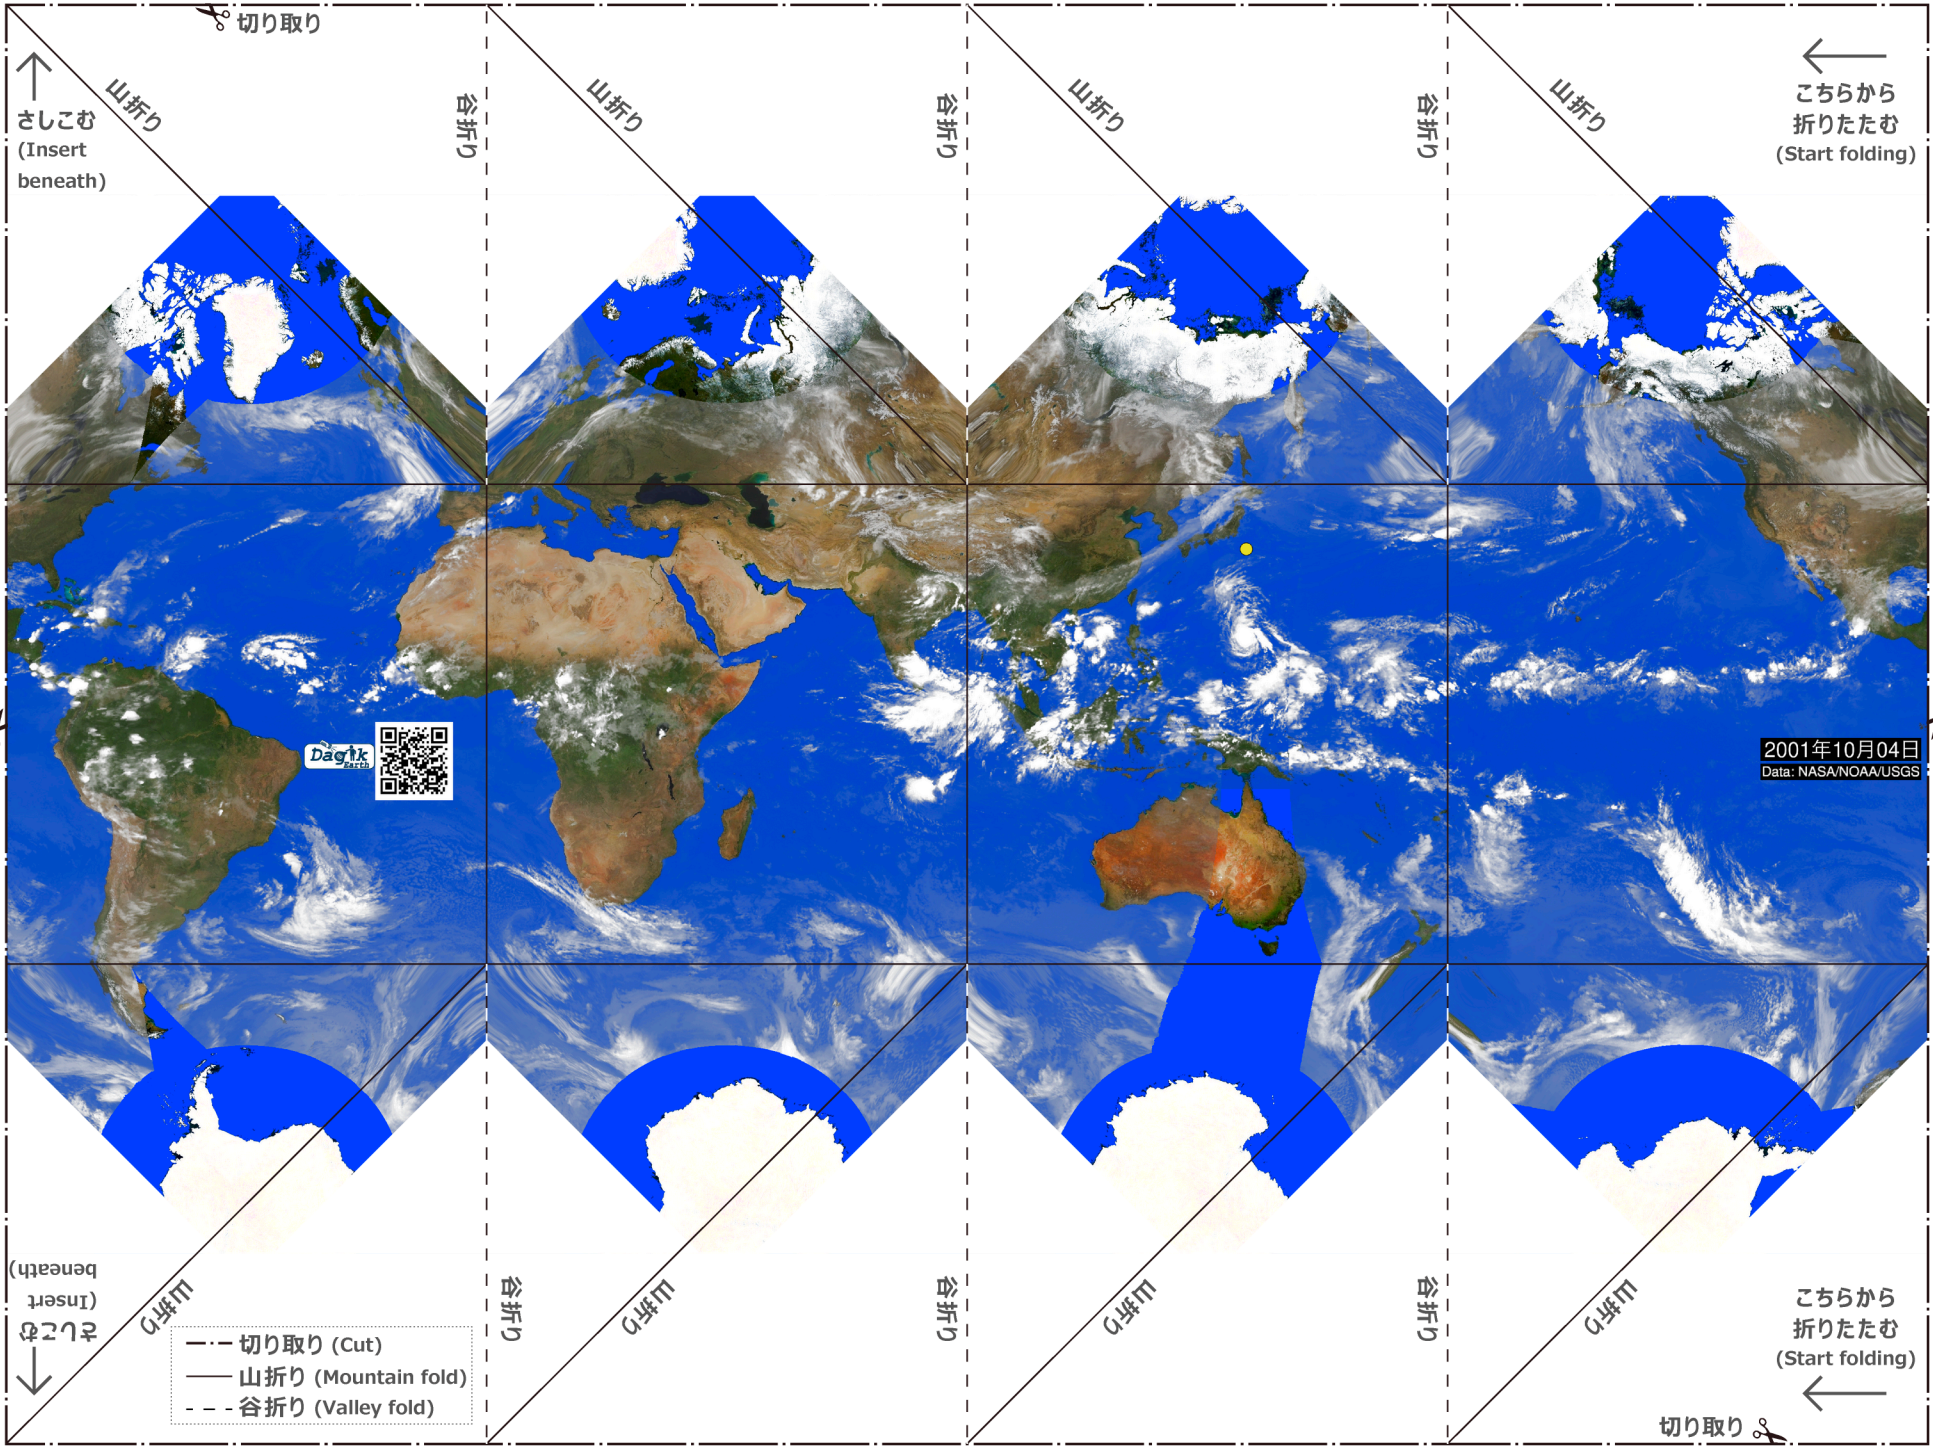 切り取り
山折り
谷折り
山折り
谷折り
山折り
谷折り
山折り
さしこむ
(Insert
beneath)
こちらから
折りたたむ
(Start folding)
Dagik
Earth
2001年10月04日
Data: NASA/NOAA/USGS
さしこむ
(Insert
beneath)
山折り
谷折り
山折り
谷折り
山折り
谷折り
山折り
こちらから
折りたたむ
(Start folding)
切り取り (Cut)
山折り (Mountain fold)
谷折り (Valley fold)
切り取り